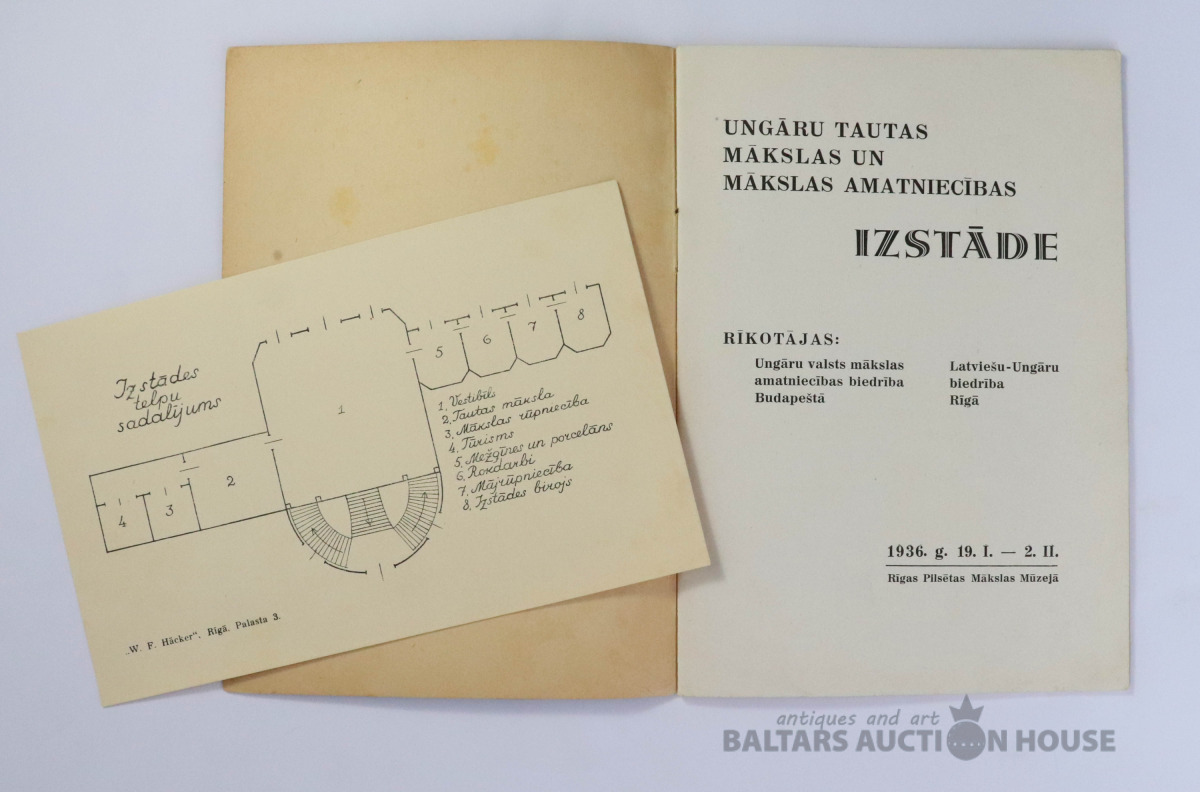 UNGĀRU TAUTAS
MĀKSLAS UN
MĀKSLAS AMATNIECĪBAS
IZSTĀDE
RĪKOTĀJAS:
Ungāru valsts mākslas
amatniecības biedrība
Budapeštā
Latviešu-Ungāru
biedrība
Rīgā
1936. g. 19. I. — 2. II.
Rīgas Pilsētas Mākslas Mūzejā
Izstādes
telpu
sadalījums
1
2
3
4
5
6
7
8
1. Vestibils
2. Tautas māksla
3. Mākslas rūpniecība
4. Tūrisms
5. Mežģīnes un porcelāns
6. Rokdarbi
7. Mājrūpniecība
8. Izstādes birojs
„W. F. Häcker“, Rīgā, Palasta 3.
antiques and art
BALTARS AUCTION HOUSE